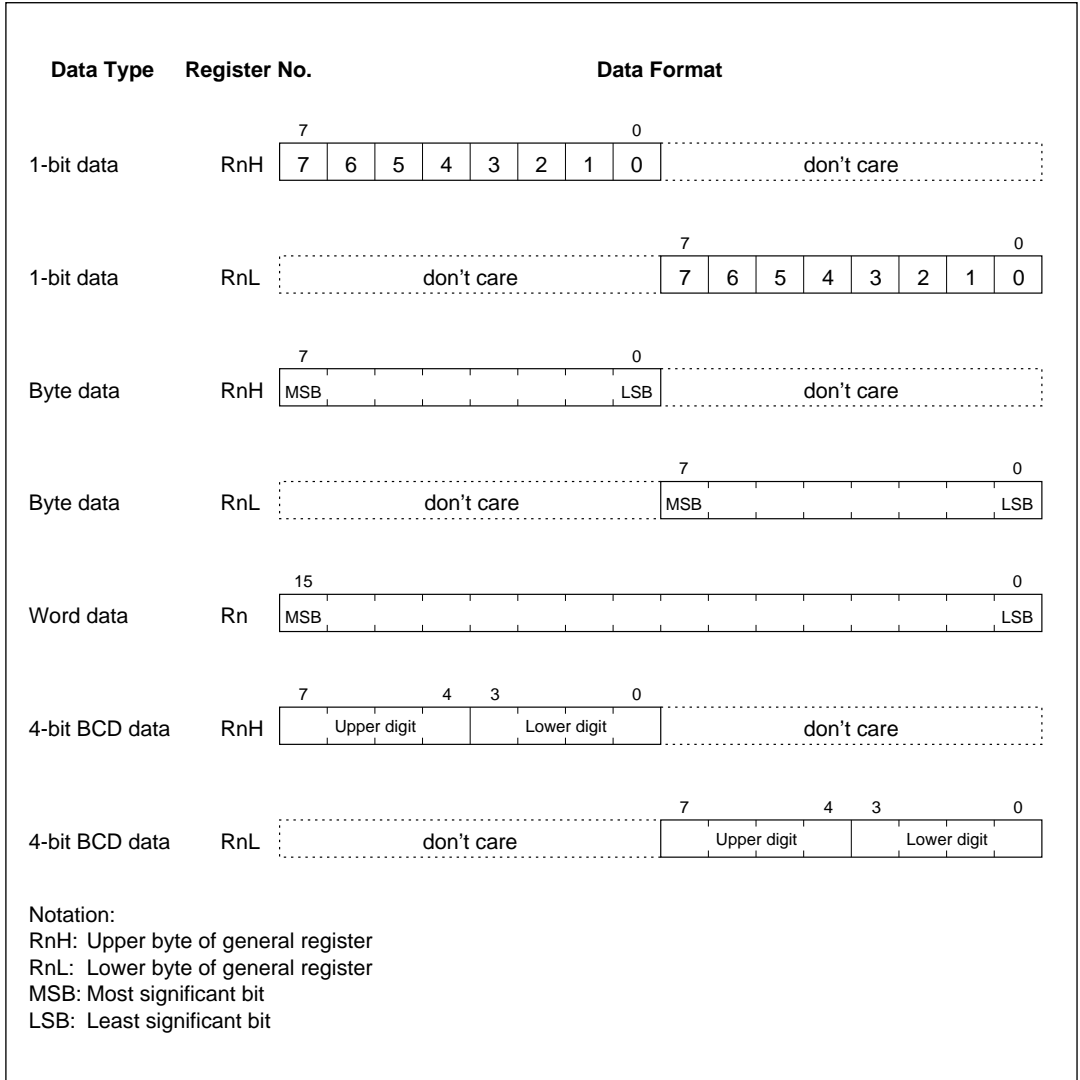 Data Type Register No. Data Format
7 0
1-bit data RnH 7 6 5 4 3 2 1 0 don't care
7 0
1-bit data RnL don't care 7 6 5 4 3 2 1 0
7 0
Byte data RnH MSB LSB don't care
7 0
Byte data RnL don't care MSB LSB
15 0
Word data Rn MSB LSB
7 4 3 0
4-bit BCD data RnH Upper digit Lower digit don't care
7 4 3 0
4-bit BCD data RnL don't care Upper digit Lower digit
Notation:
RnH: Upper byte of general register
RnL: Lower byte of general register
MSB: Most significant bit
LSB: Least significant bit